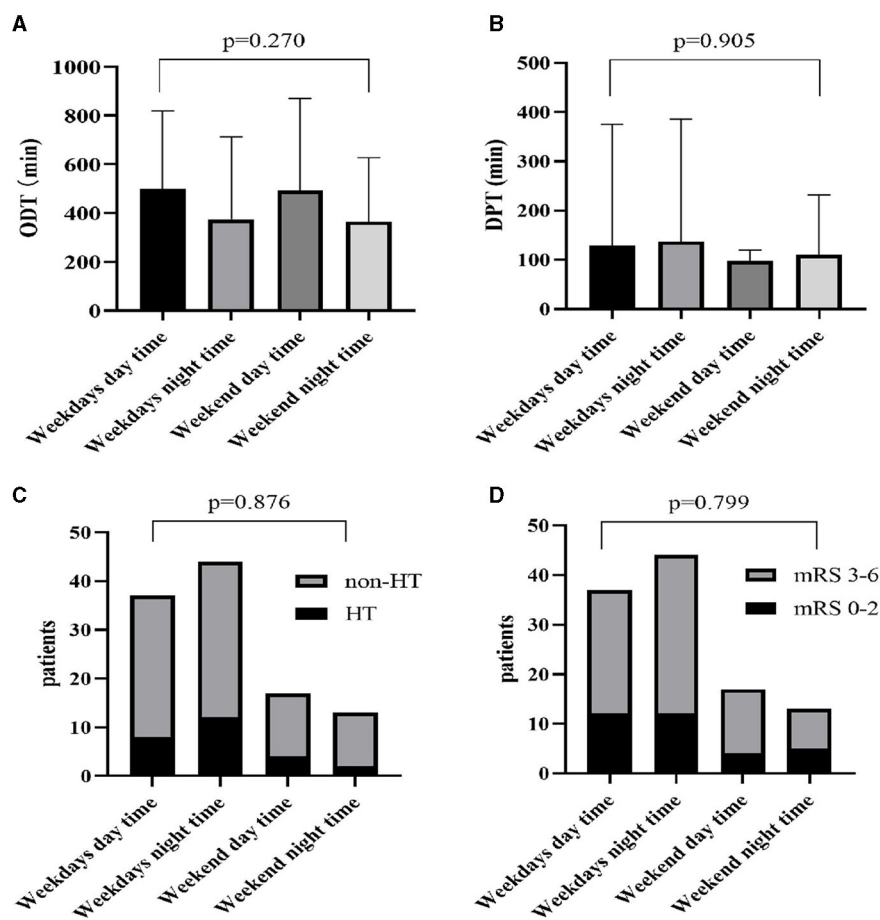 A
p=0.270
ODT (min)
1000
800
600
400
200
0
Weekdays day time
Weekdays night time
Weekend day time
Weekend night time
B
p=0.905
DPT (min)
500
400
300
200
100
0
Weekdays day time
Weekdays night time
Weekend day time
Weekend night time
C
p=0.876
patients
50
40
30
20
10
0
non-HT
HT
Weekdays day time
Weekdays night time
Weekend day time
Weekend night time
D
p=0.799
patients
50
40
30
20
10
0
mRS 3-6
mRS 0-2
Weekdays day time
Weekdays night time
Weekend day time
Weekend night time